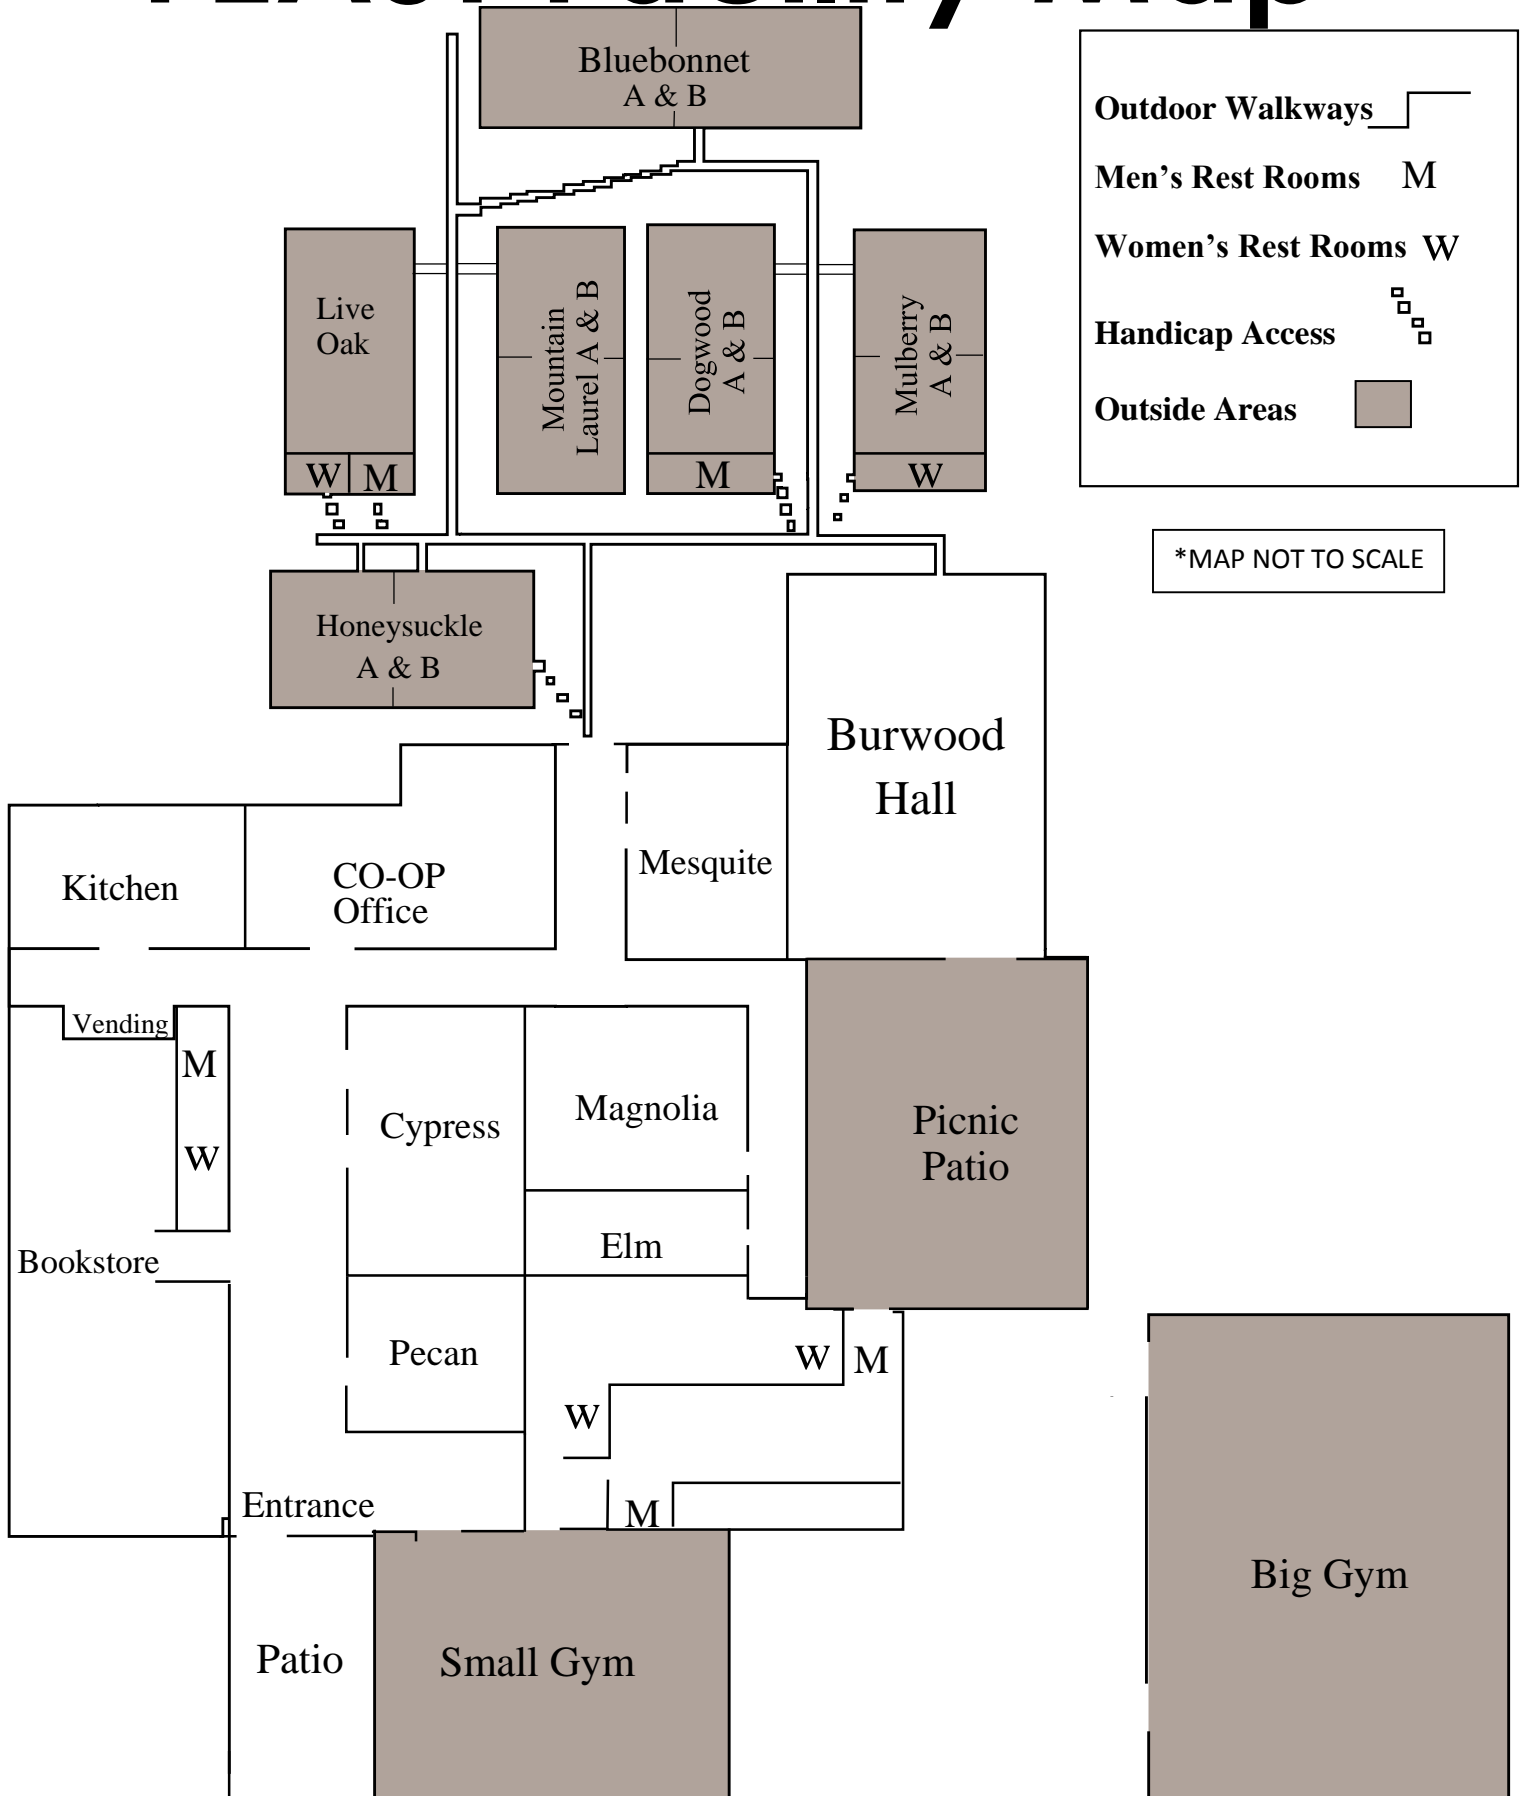 Facility Map
Bluebonnet
A & B
Outdoor Walkways
Men's Rest Rooms M
Women's Rest Rooms W
Handicap Access
Outside Areas
*MAP NOT TO SCALE
Live
Oak
W M
Mountain
Laurel A & B
Dogwood
A & B
M
Mulberry
A & B
W
Honeysuckle
A & B
Burwood
Hall
Mesquite
Kitchen
CO-OP
Office
Vending
M
W
Cypress
Magnolia
Picnic
Patio
Elm
Bookstore
Pecan
W M
W
M
Entrance
Patio
Small Gym
Big Gym